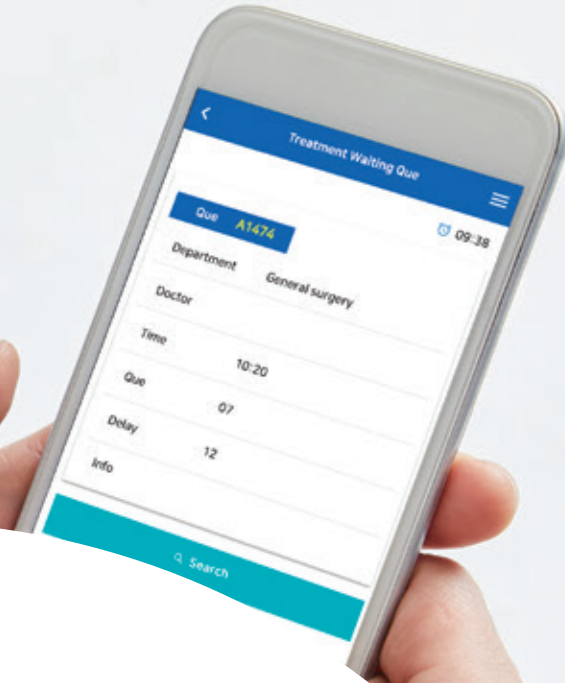 Treatment Waiting Que
09:38
Que A1474
Department General surgery
Doctor
Time 10:20
Que 07
Delay 12
Info
Search